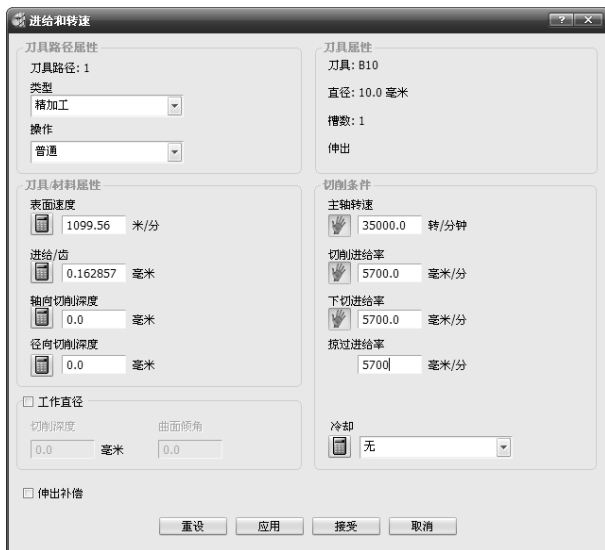 进给和转速
刀具路径属性
刀具路径: 1
类型
精加工
操作
普通
刀具属性
刀具: B10
直径: 10.0 毫米
槽数: 1
伸出
刀具/材料属性
表面速度
1099.56 米/分
进给/齿
0.162857 毫米
轴向切削深度
0.0 毫米
径向切削深度
0.0 毫米
切削条件
主轴转速
35000.0 转/分钟
切削进给率
5700.0 毫米/分
下切进给率
5700.0 毫米/分
掠过进给率
5700 毫米/分
工作直径
切削深度 曲面倾角
0.0 毫米 0.0
冷却
无
伸出补偿
重设 应用 接受 取消